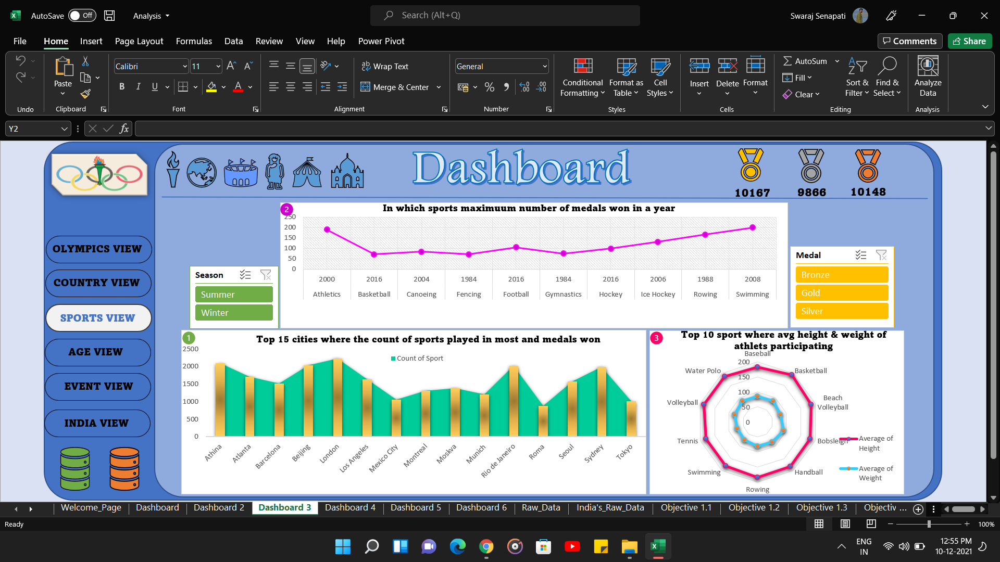 AutoSave Off Analysis Search (Alt+Q) Swaraj Senapati
File Home Insert Page Layout Formulas Data Review View Help Power Pivot Comments Share
Calibri 11 Wrap Text General AutoSum
Paste B I U Merge & Center Conditional Formatting Format as Table Cell Styles Insert Delete Format Fill Clear Sort & Filter Find & Select Analyze Data
Undo Clipboard Font Alignment Number Styles Cells Editing Analysis
Y2 fx
Dashboard
10167 9866 10148
OLYMPICS VIEW
COUNTRY VIEW
SPORTS VIEW
AGE VIEW
EVENT VIEW
INDIA VIEW
Season
Summer
Winter
2
In which sports maximuum number of medals won in a year
250
200
150
100
50
0
2000 2016 2004 1984 2016 1984 2016 2006 1988 2008
Athletics Basketball Canoeing Fencing Football Gymnastics Hockey Ice Hockey Rowing Swimming
Medal
Bronze
Gold
Silver
1
Top 15 cities where the count of sports played in most and medals won
Count of Sport
2500
2000
1500
1000
500
0
Athina Atlanta Barcelona Beijing London Los Angeles Mexico City Montreal Moskva Munich Rio de Janeiro Roma Seoul Sydney Tokyo
3
Top 10 sport where avg height & weight of
athlets participating
Baseball
Basketball
Beach
Volleyball
Bobsleigh
Handball
Rowing
Swimming
Tennis
Volleyball
Water Polo
200
150
100
50
0
Average of
Height
Average of
Weight
Welcome_Page Dashboard Dashboard 2 Dashboard 3 Dashboard 4 Dashboard 5 Dashboard 6 Raw_Data India's_Raw_Data Objective 1.1 Objective 1.2 Objective 1.3 Objectiv ...
Ready 100%
ENG
IN
12:55 PM
10-12-2021